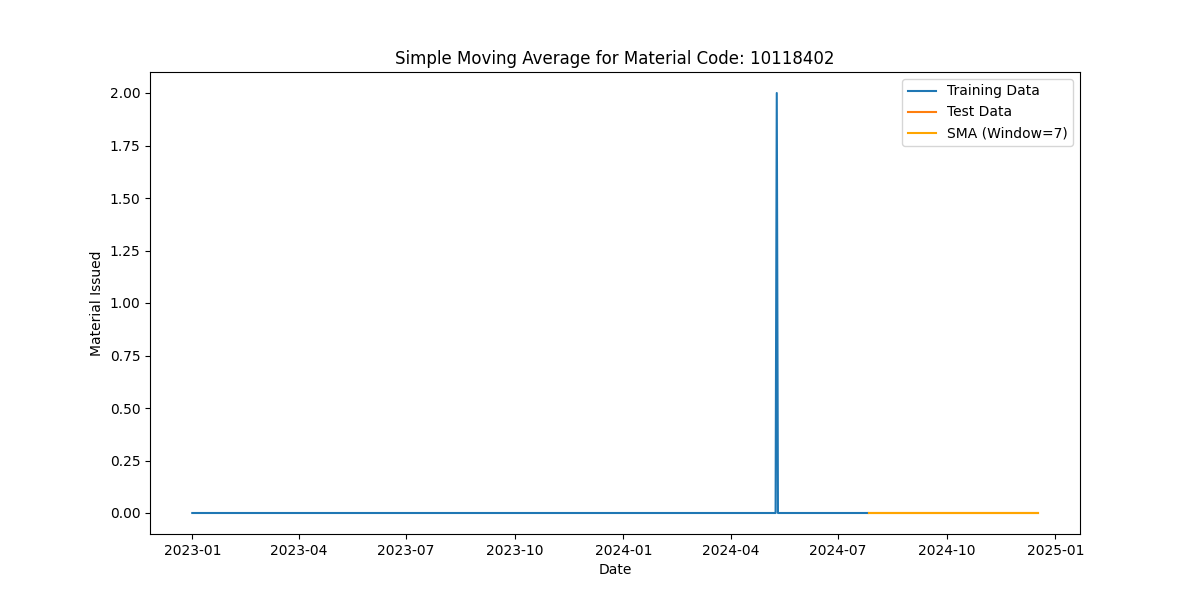 Simple Moving Average for Material Code: 10118402
Training Data
Test Data
SMA (Window=7)
Material Issued
2.00
1.75
1.50
1.25
1.00
0.75
0.50
0.25
0.00
2023-01 2023-04 2023-07 2023-10 2024-01 2024-04 2024-07 2024-10 2025-01
Date